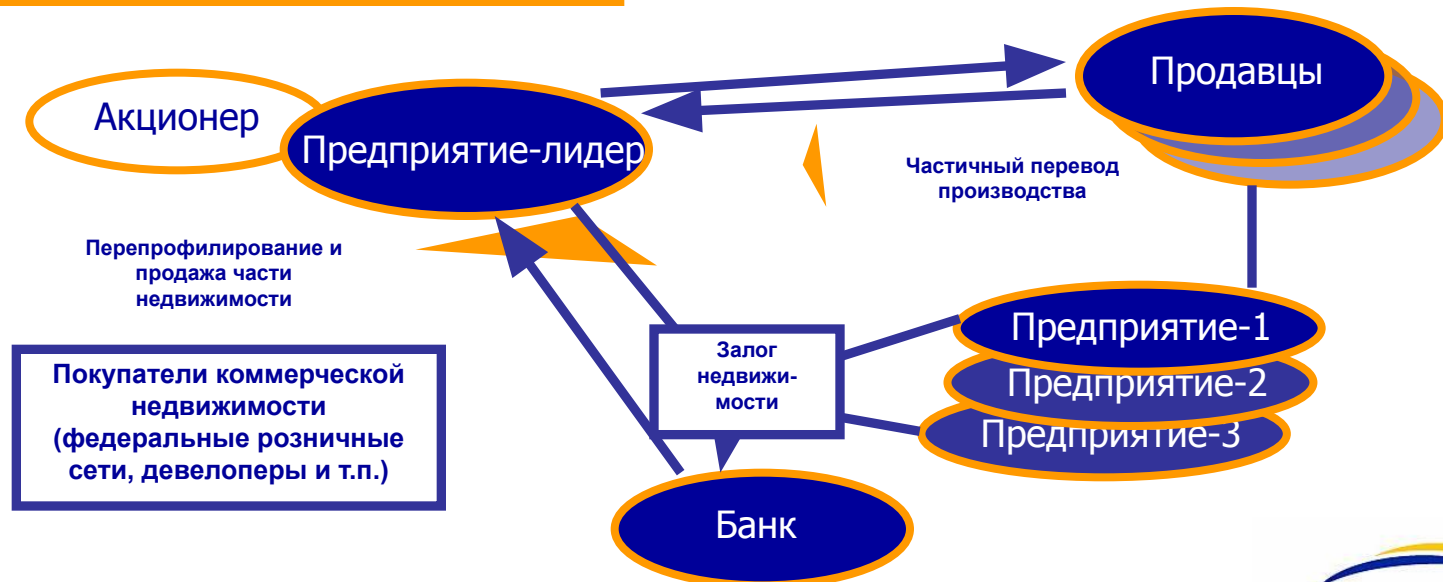 Акционер
Предприятие-лидер
Продавцы
Частичный перевод
производства
Перепрофилирование и
продажа части
недвижимости
Покупатели коммерческой
недвижимости
(федеральные розничные
сети, девелоперы и т.п.)
Залог
недвижи-
мости
Предприятие-1
Предприятие-2
Предприятие-3
Банк